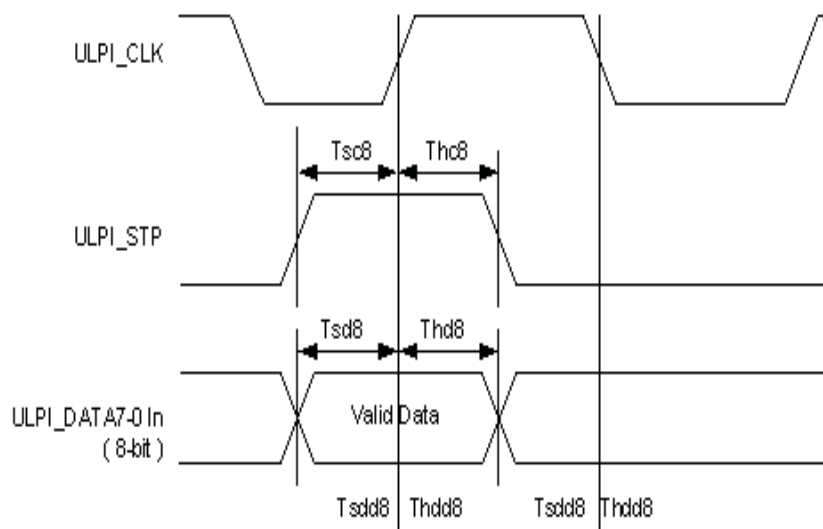 ULPI_CLK
Tsc8 Thc8
ULPI_STP
Tsd8 Thd8
ULPI_DATA7-0 In
( 8-bit )
Valid Data
Tsdd8 Thdd8 Tsdd8 Thdd8